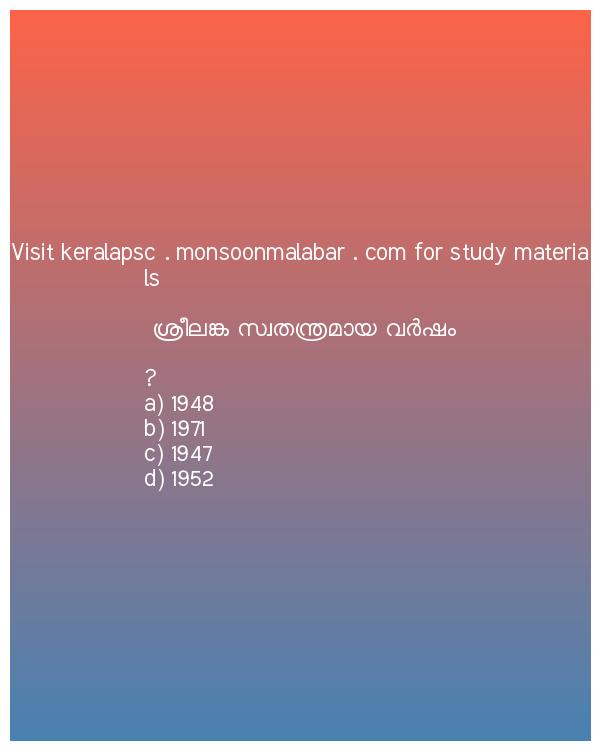 Visit keralapsc . monsoonmalabar . com for study materia
ls
ശ്രീലങ്ക സ്വതന്ത്രമായ വർഷം
?
a) 1948
b) 1971
c) 1947
d) 1952